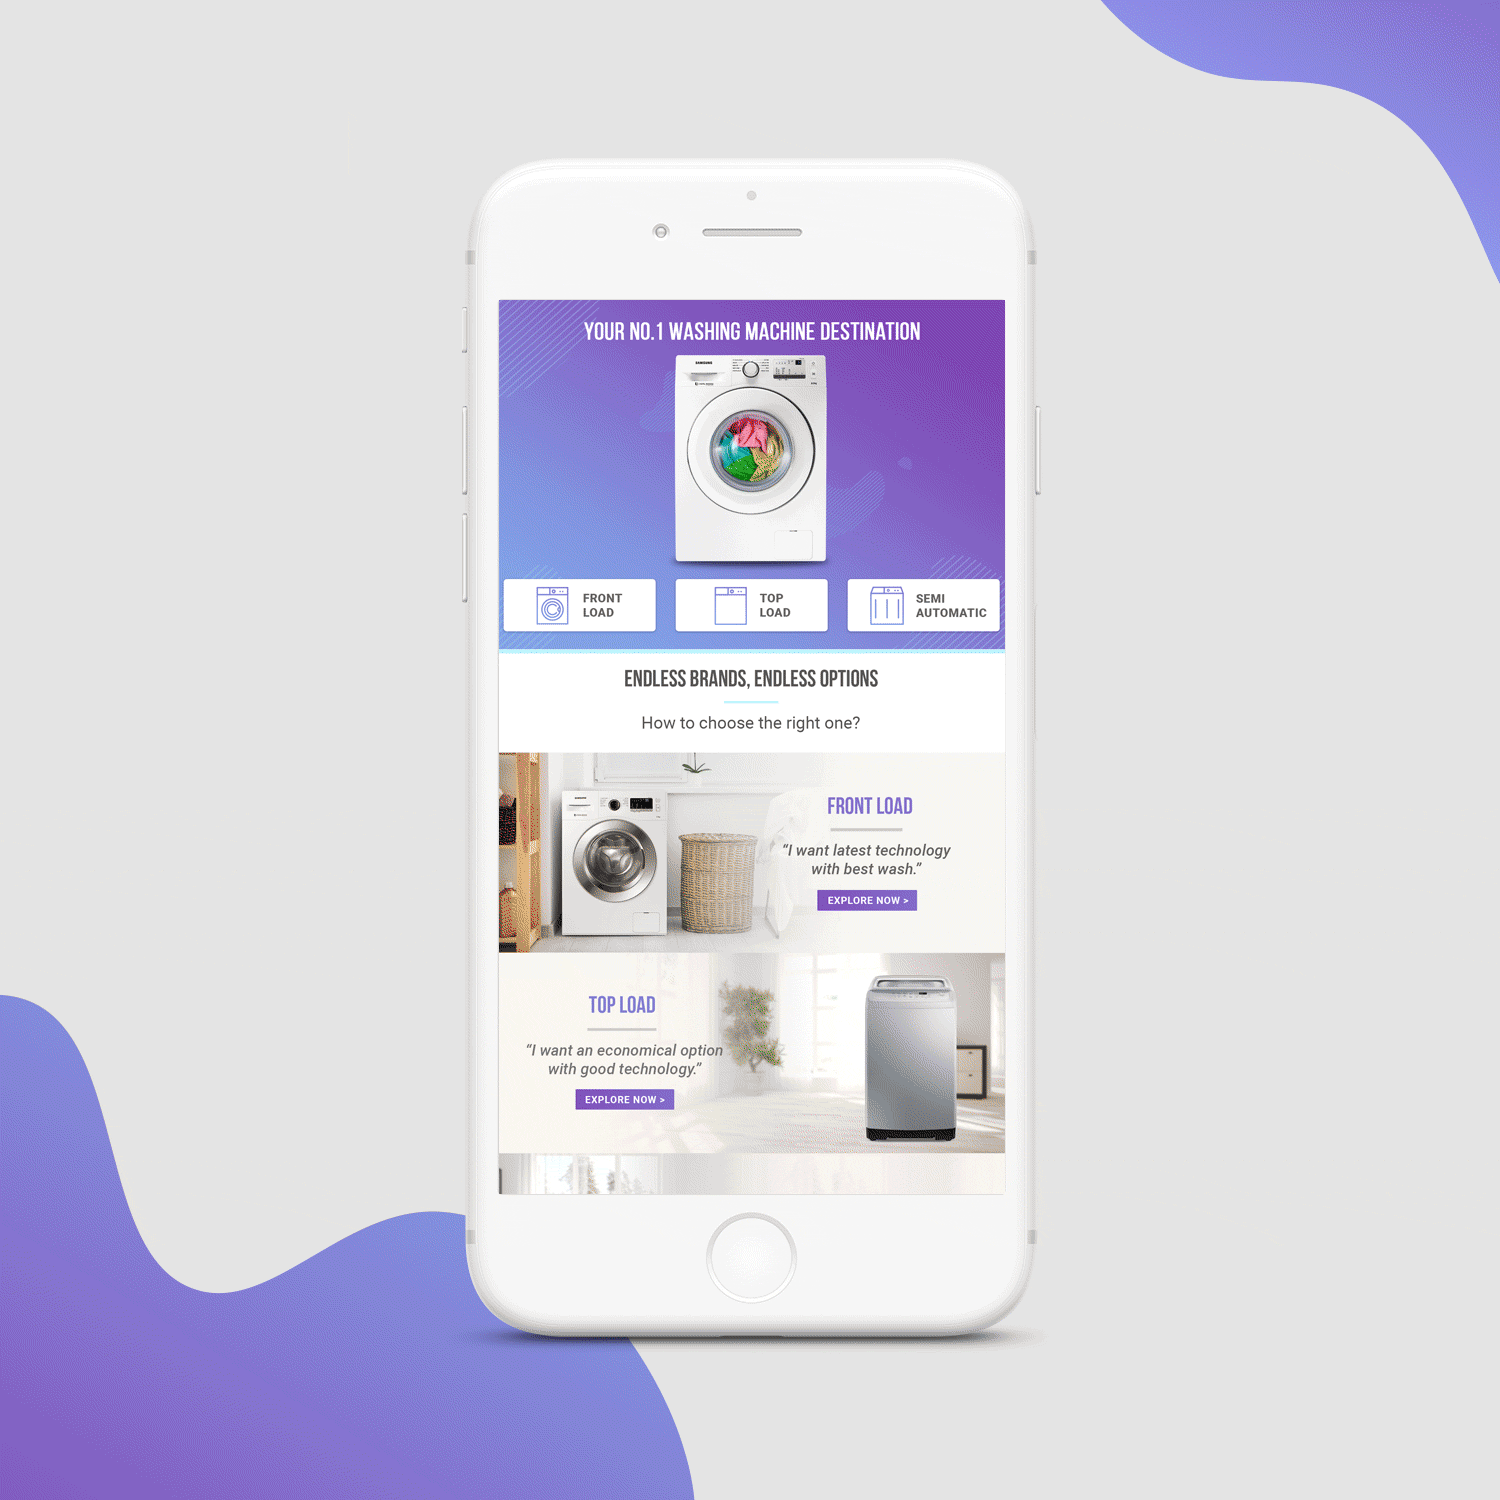 YOUR NO.1 WASHING MACHINE DESTINATION
SAMSUNG
FRONT
LOAD
TOP
LOAD
SEMI
AUTOMATIC
ENDLESS BRANDS, ENDLESS OPTIONS
How to choose the right one?
FRONT LOAD
“I want latest technology
with best wash.”
EXPLORE NOW >
TOP LOAD
“I want an economical option
with good technology.”
EXPLORE NOW >